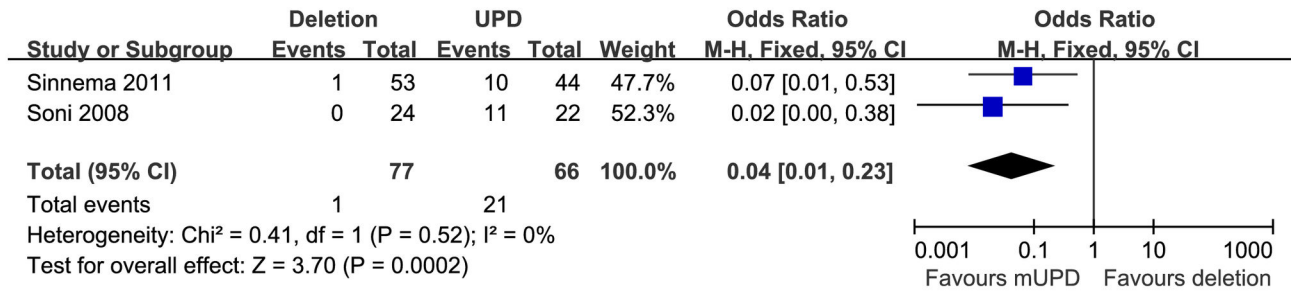 Deletion UPD Odds Ratio Odds Ratio
Study or Subgroup Events Total Events Total Weight M-H, Fixed, 95% CI M-H, Fixed, 95% CI
Sinnema 2011 1 53 10 44 47.7% 0.07 [0.01, 0.53]
Soni 2008 0 24 11 22 52.3% 0.02 [0.00, 0.38]
Total (95% CI) 77 66 100.0% 0.04 [0.01, 0.23]
Total events 1 21
Heterogeneity: Chi² = 0.41, df = 1 (P = 0.52); I² = 0%
Test for overall effect: Z = 3.70 (P = 0.0002)
0.001 0.1 1 10 1000
Favours mUPD Favours deletion